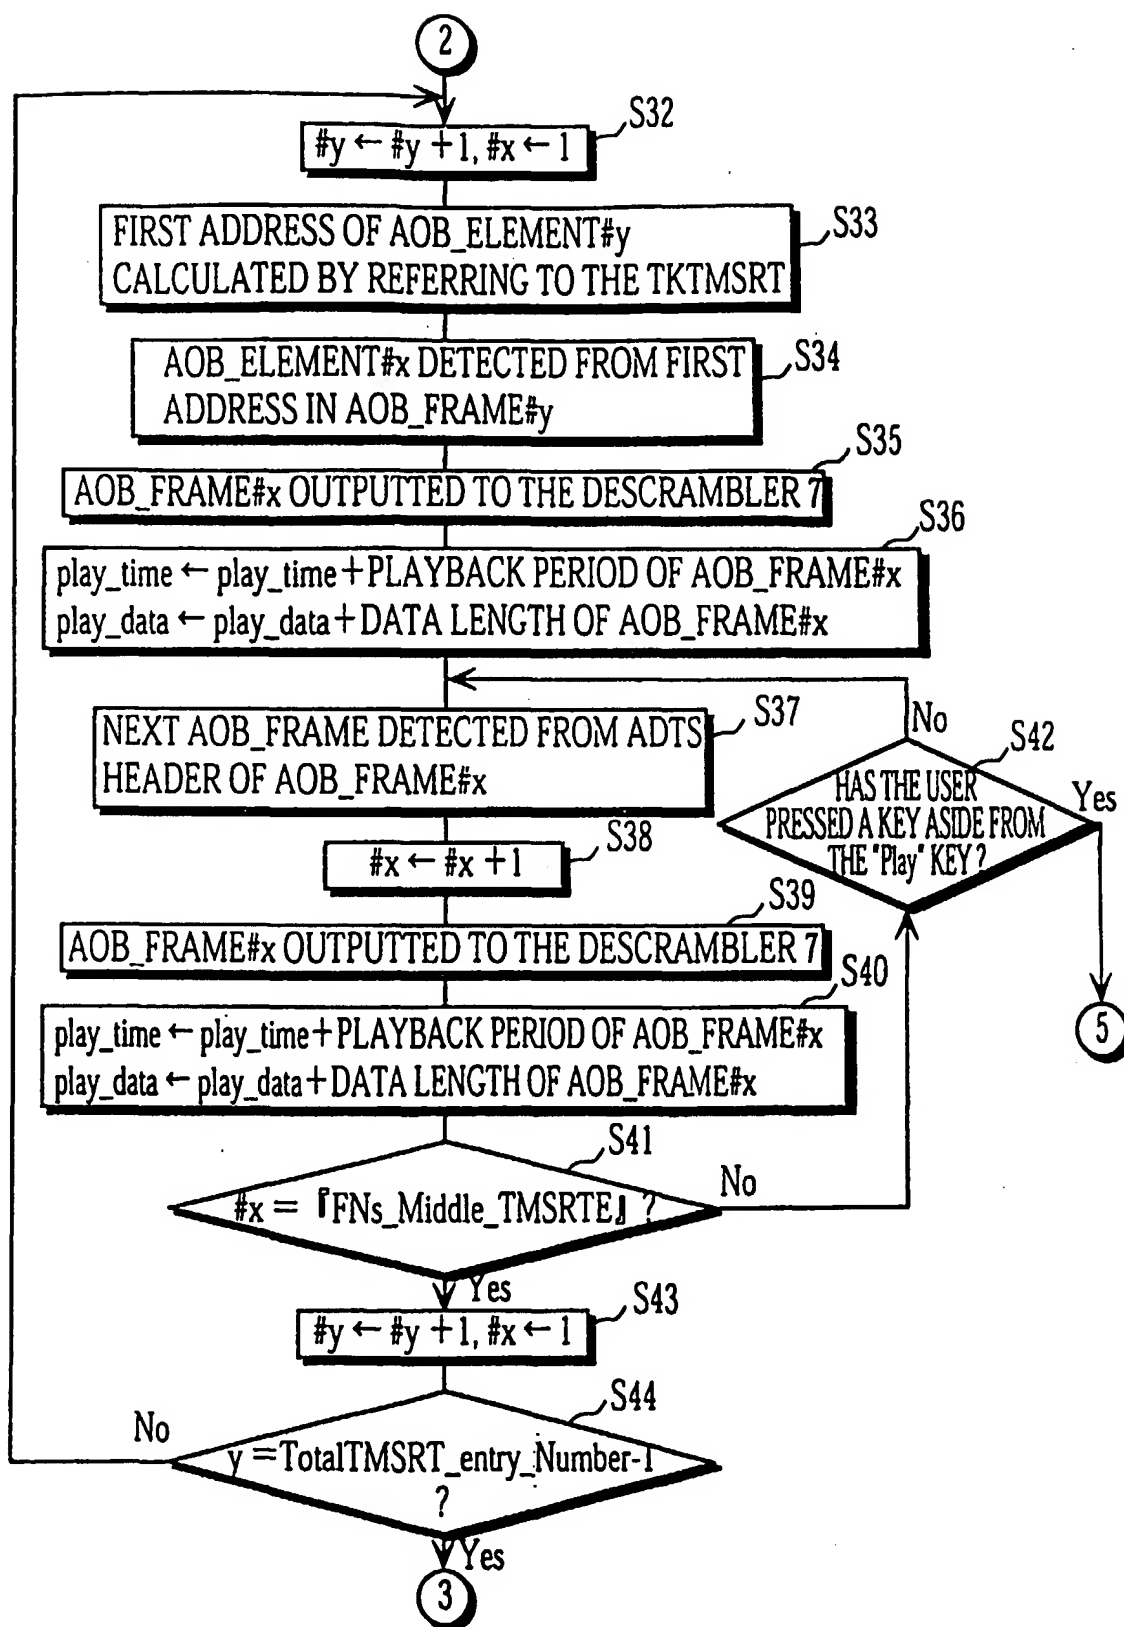 2
S32
#y ← #y + 1, #x ← 1
S33
FIRST ADDRESS OF AOB_ELEMENT#y
CALCULATED BY REFERRING TO THE TKTMSRT
S34
AOB_ELEMENT#x DETECTED FROM FIRST
ADDRESS IN AOB_FRAME#y
S35
AOB_FRAME#x OUTPUTTED TO THE DESCRAMBLER 7
S36
play_time ← play_time+PLAYBACK PERIOD OF AOB_FRAME#x
play_data ← play_data+DATA LENGTH OF AOB_FRAME#x
S37
NEXT AOB_FRAME DETECTED FROM ADTS
HEADER OF AOB_FRAME#x
No
S42
HAS THE USER
PRESSED A KEY ASIDE FROM
THE "Play" KEY ?
Yes
S38
#x ← #x + 1
S39
AOB_FRAME#x OUTPUTTED TO THE DESCRAMBLER 7
S40
play_time ← play_time+PLAYBACK PERIOD OF AOB_FRAME#x
play_data ← play_data+DATA LENGTH OF AOB_FRAME#x
5
S41
#x = 『FNs_Middle_TMSRTE』 ?
No
Yes
S43
#y ← #y + 1, #x ← 1
S44
No
y =TotalTMSRT_entry_Number-1
?
Yes
3